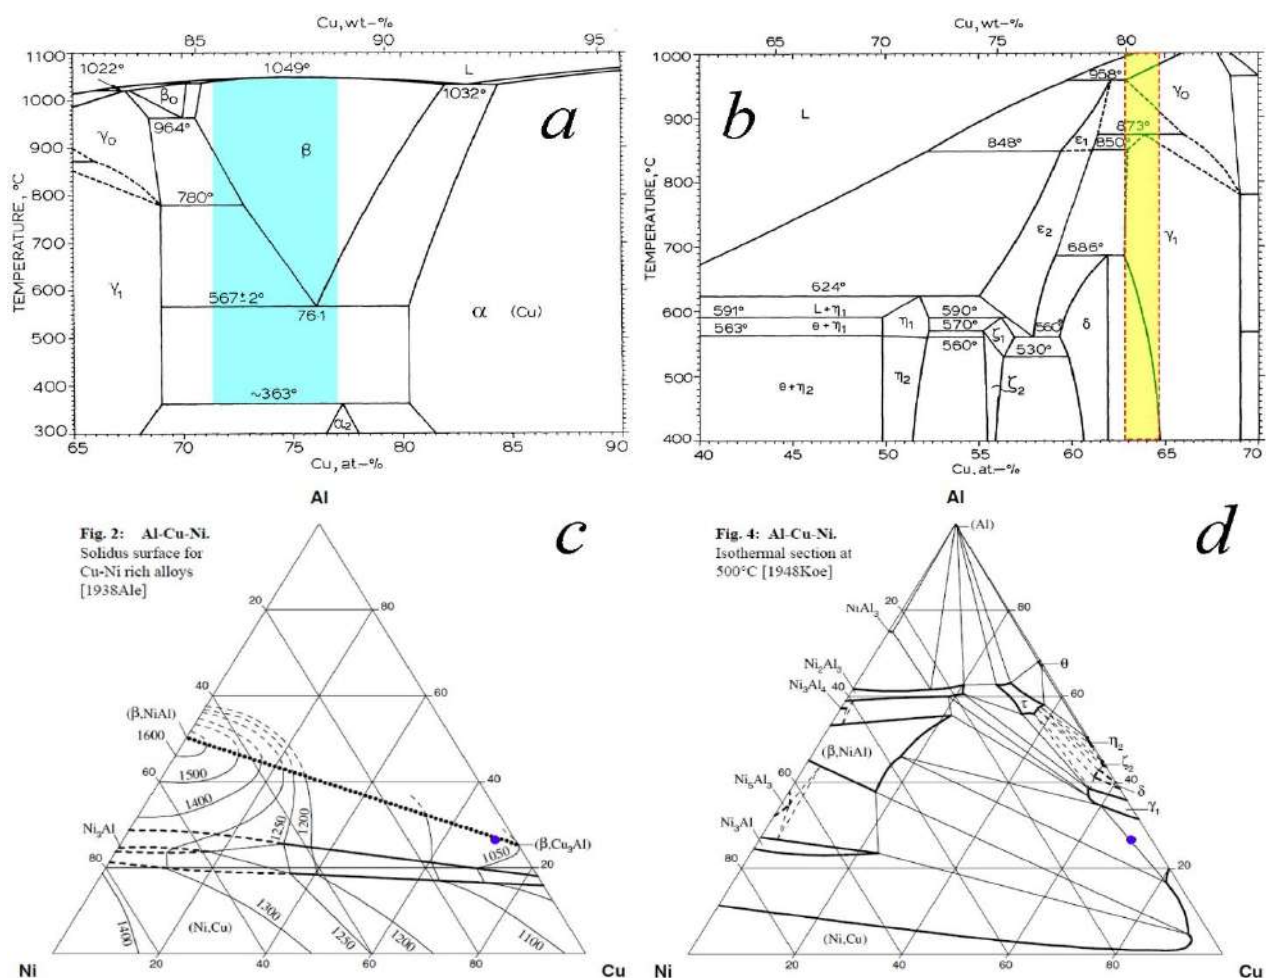 Cu, wt-%
85 90 95
1100
1000
900
800
700
600
500
400
300
TEMPERATURE, °C
1022°
1049°
L
1032°
a
β₀
964°
γ₀
β
780°
γ₁
567±2°
76·1
α (Cu)
~363°
α₂
65 70 75 80 85 90
Cu, at-%
Cu, wt-%
65 70 75 80 85
1000
900
800
700
600
500
400
TEMPERATURE, °C
b
L
958°
γ₀
873°
ε₁
848°
850°
ε₂
γ₁
686°
624°
591°
L+η₁
η₁
590°
563°
θ+η₁
570°
ζ₁
560°
δ
560°
530°
θ+η₂
η₂
ζ₂
40 45 50 55 60 65 70
Cu, at-%
Al
Fig. 2: Al-Cu-Ni.
Solidus surface for
Cu-Ni rich alloys
[1938Ale]
c
20 80
40 60
(β,NiAl)
1600
1500
60 40
1400
1250
1200
Ni₃Al
(β,Cu₃Al)
1050
80 20
1300
(Ni,Cu)
1250
1200
1100
1400
Ni 20 40 60 80 Cu
Al
Fig. 4: Al-Cu-Ni.
Isothermal section at
500°C [1948Koe]
d
(Al)
20 80
NiAl₃
θ
Ni₂Al₃
Ni₃Al₄
40 60
τ
(β,NiAl)
η₂
ζ₂
60 40
δ
Ni₅Al₃
γ₁
Ni₃Al
80 20
(Ni,Cu)
Ni 20 40 60 80 Cu